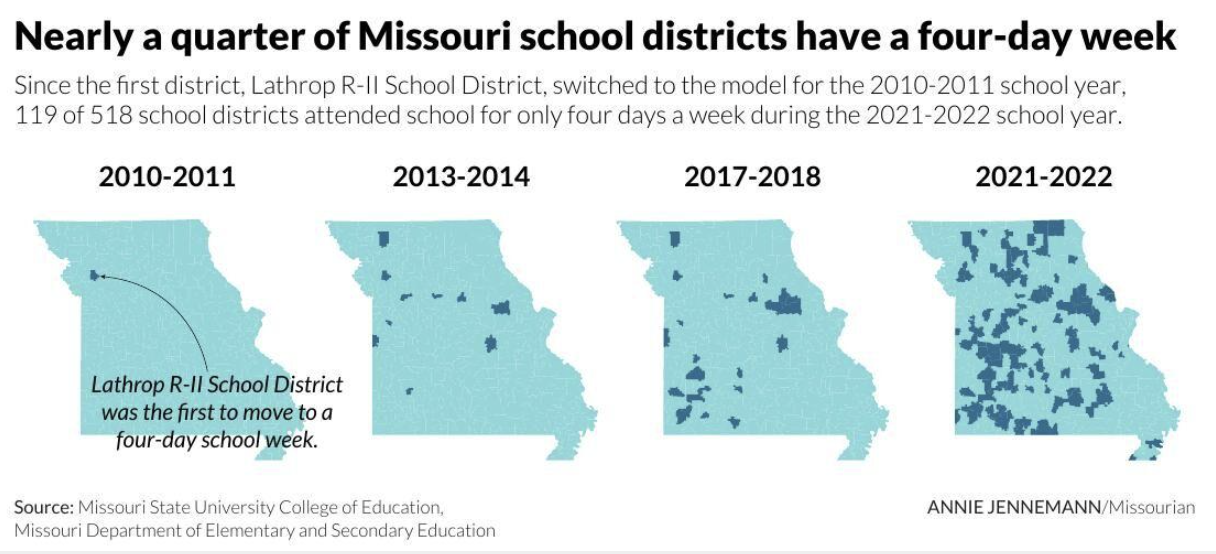 Nearly a quarter of Missouri school districts have a four-day week
Since the first district, Lathrop R-II School District, switched to the model for the 2010-2011 school year,
119 of 518 school districts attended school for only four days a week during the 2021-2022 school year.
2010-2011
2013-2014
2017-2018
2021-2022
Lathrop R-II School District
was the first to move to a
four-day school week.
Source: Missouri State University College of Education,
Missouri Department of Elementary and Secondary Education
ANNIE JENNEMANN/Missourian